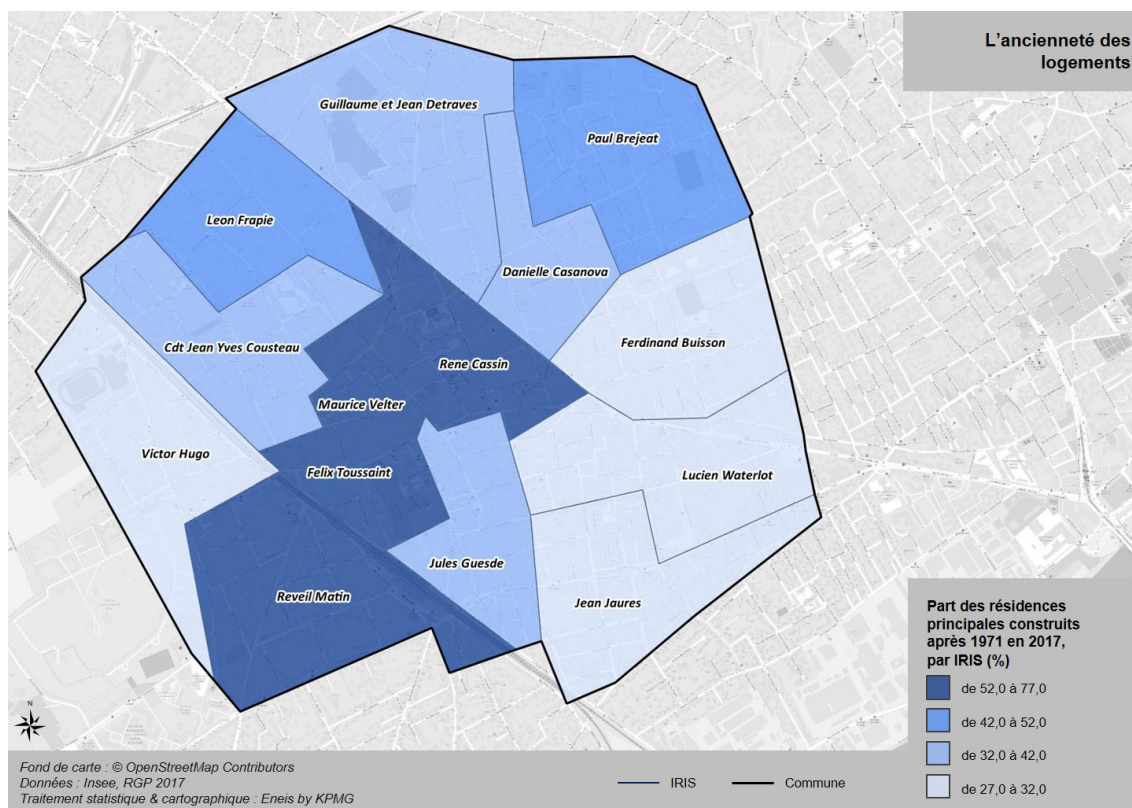 L'ancienneté des
logements
Guillaume et Jean Detraves
Paul Brejeat
Leon Frapie
Danielle Casanova
Ferdinand Buisson
Cdt Jean Yves Cousteau
Rene Cassin
Maurice Velter
Victor Hugo
Felix Toussaint
Lucien Waterlot
Jules Guesde
Reveil Matin
Jean Jaures
Part des résidences
principales construits
après 1971 en 2017,
par IRIS (%)
de 52,0 à 77,0
de 42,0 à 52,0
de 32,0 à 42,0
de 27,0 à 32,0
N
Fond de carte : © OpenStreetMap Contributors
Données : Insee, RGP 2017
Traitement statistique & cartographique : Eneis by KPMG
IRIS
Commune